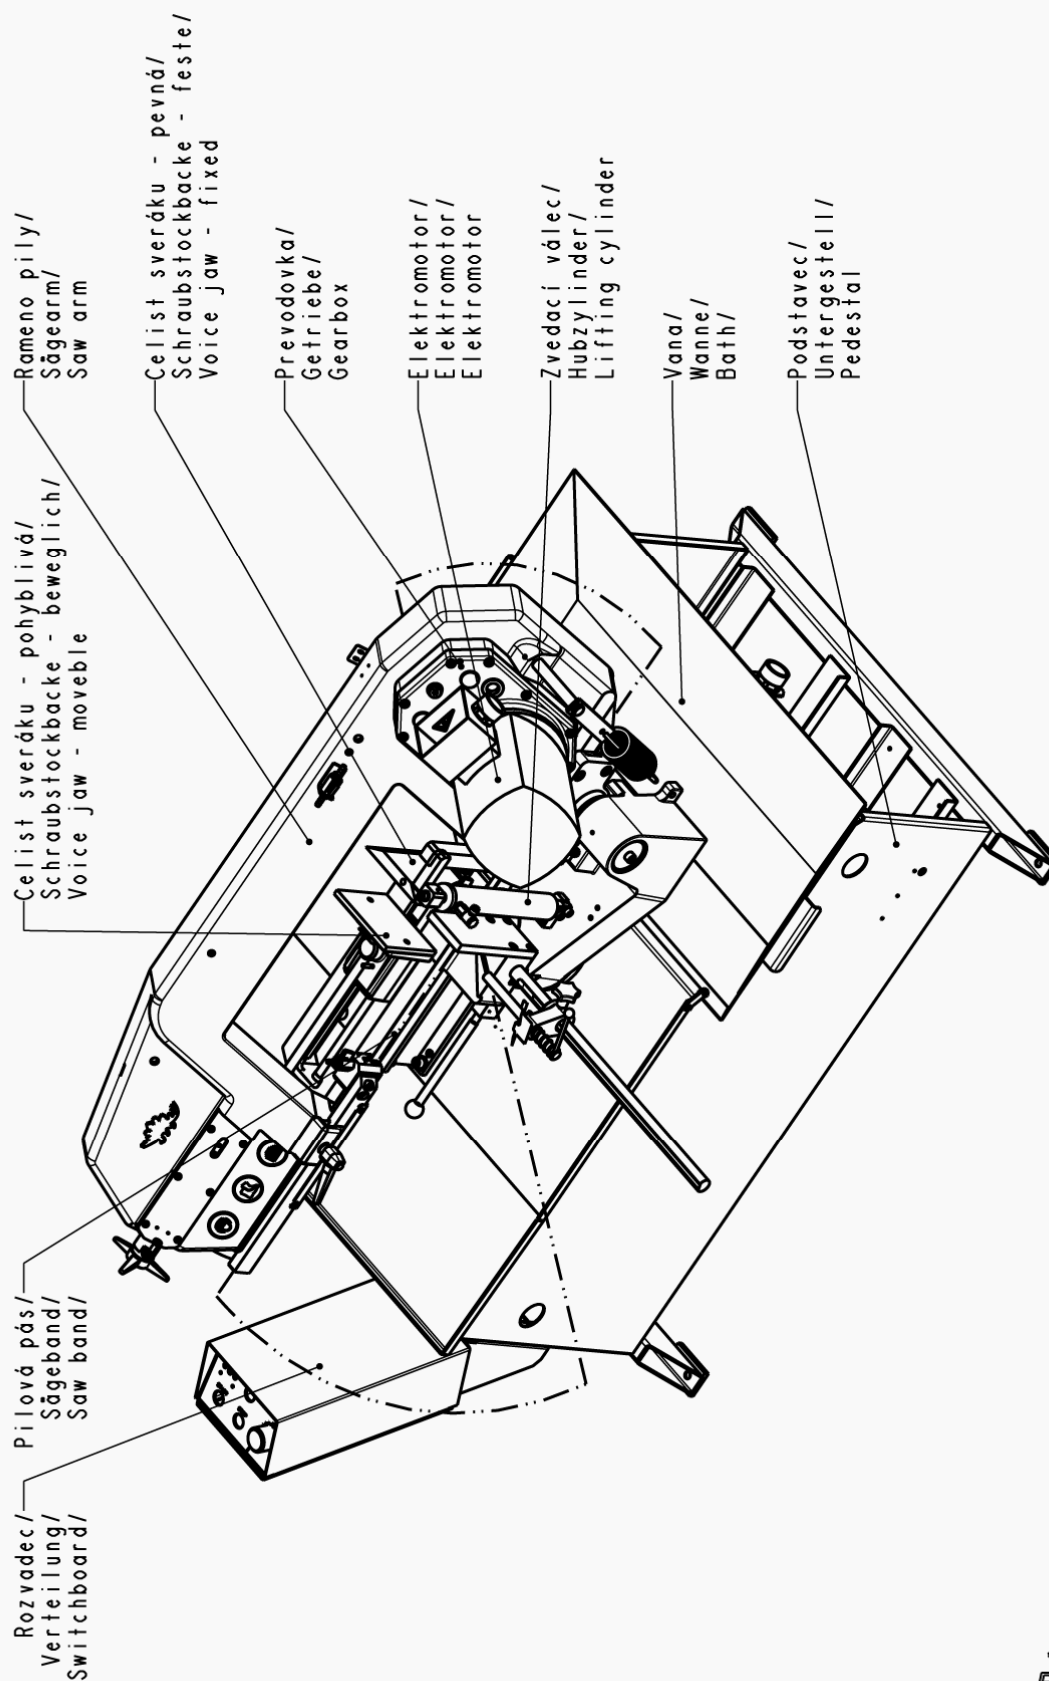 Rozvadec/
Verteilung/
Switchboard/
Pilová pás/
Sägeband/
Saw band/
Celist sveráku - pohyblivá/
Schraubstockbacke - beweglich/
Voice jaw - moveble
Rameno pily/
Sägearm/
Saw arm
Celist sveráku - pevná/
Schraubstockbacke - feste/
Voice jaw - fixed
Prevodovka/
Getriebe/
Gearbox
Elektromotor/
Elektromotor/
Elektromotor
Zvedací válec/
Hubzylinder/
Lifting cylinder
Vana/
Wanne/
Bath/
Podstavec/
Untergestell/
Pedestal